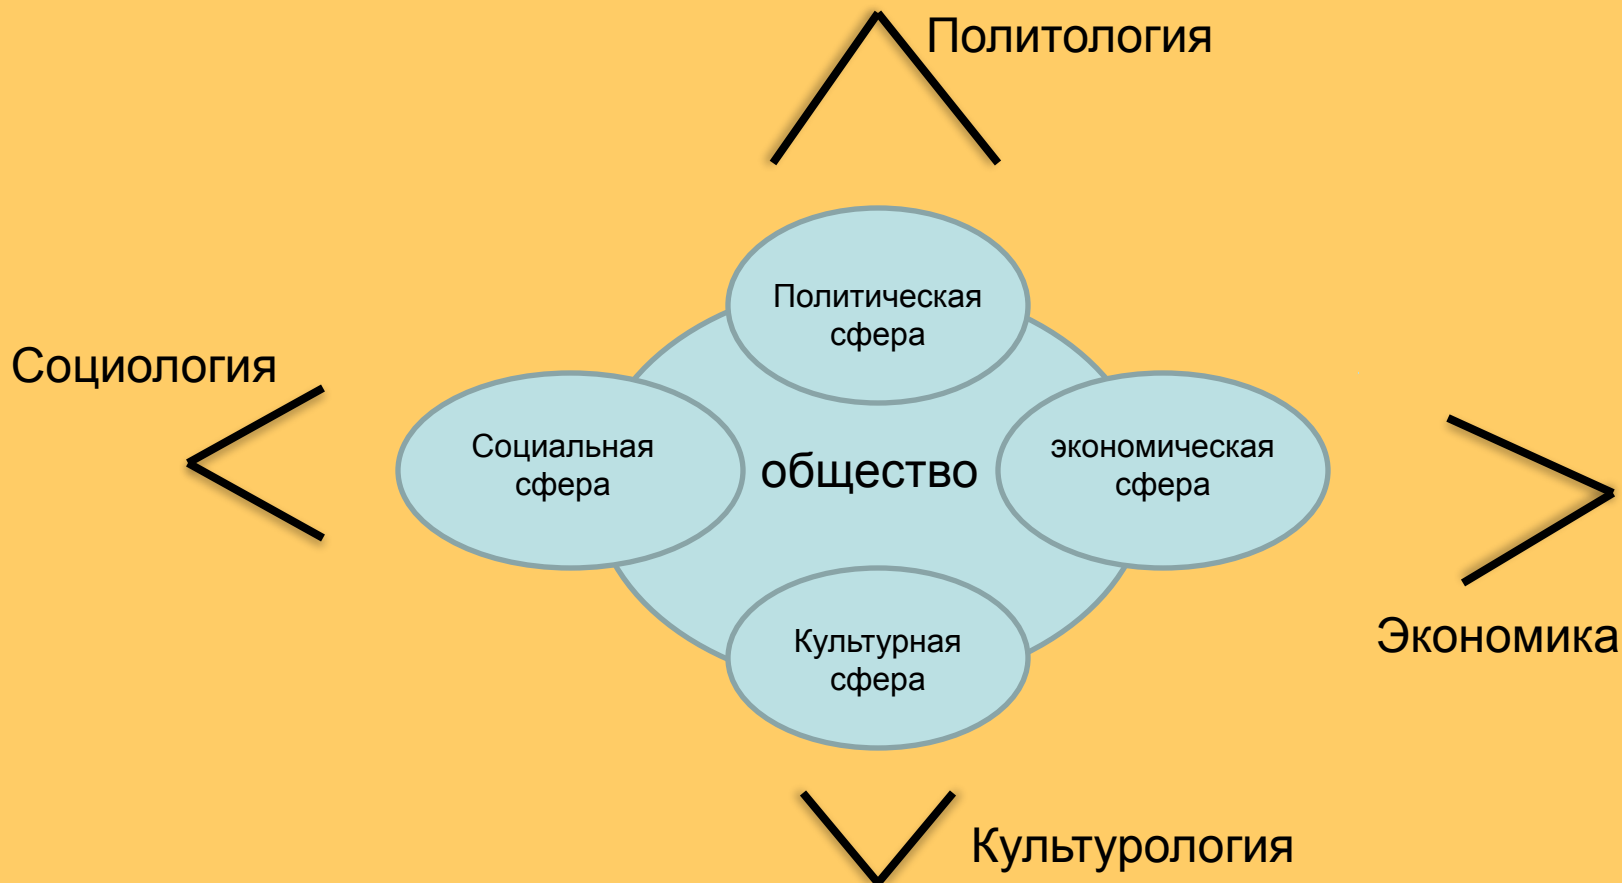 Политология
Политическая
сфера
Социология
Социальная
сфера
общество
экономическая
сфера
Экономика
Культурная
сфера
Культурология